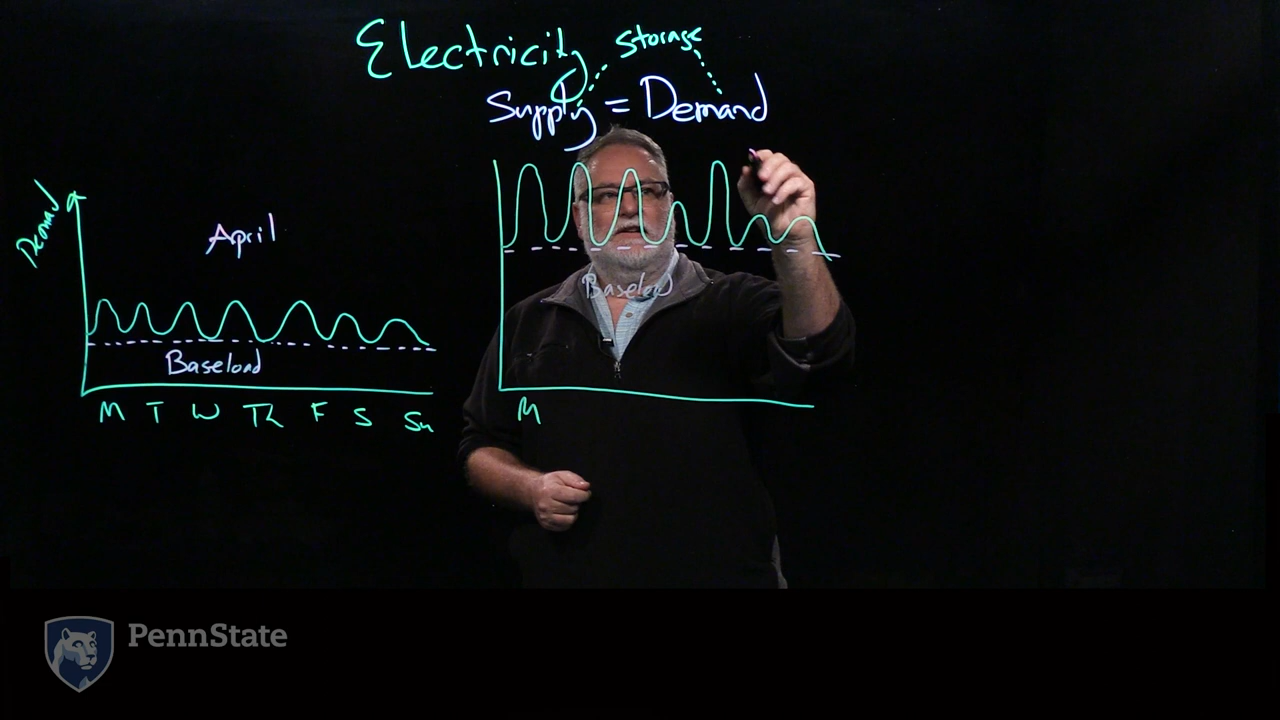 Electricity
storage
Supply = Demand
Demand
April
Baseload
M T W Th F S Su
Baseload
M
PennState